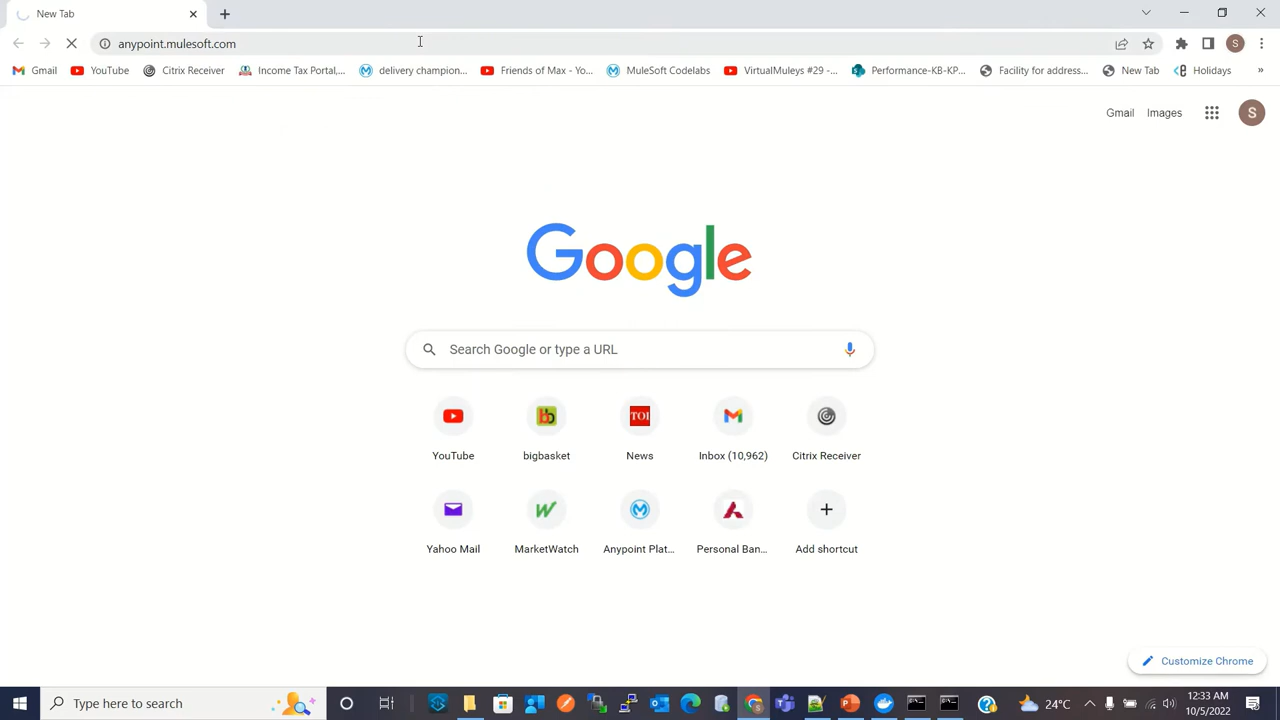 New Tab
anypoint.mulesoft.com
S
Gmail YouTube Citrix Receiver Income Tax Portal,... delivery champion... Friends of Max - Yo... MuleSoft Codelabs VirtualMuleys #29 -... Performance-KB-KP... Facility for address... New Tab Holidays »
Gmail Images S
Google
Search Google or type a URL
bb TOI
YouTube bigbasket News Inbox (10,962) Citrix Receiver
Yahoo Mail MarketWatch Anypoint Plat... Personal Ban... Add shortcut
Customize Chrome
Type here to search 24°C 12:33 AM
10/5/2022